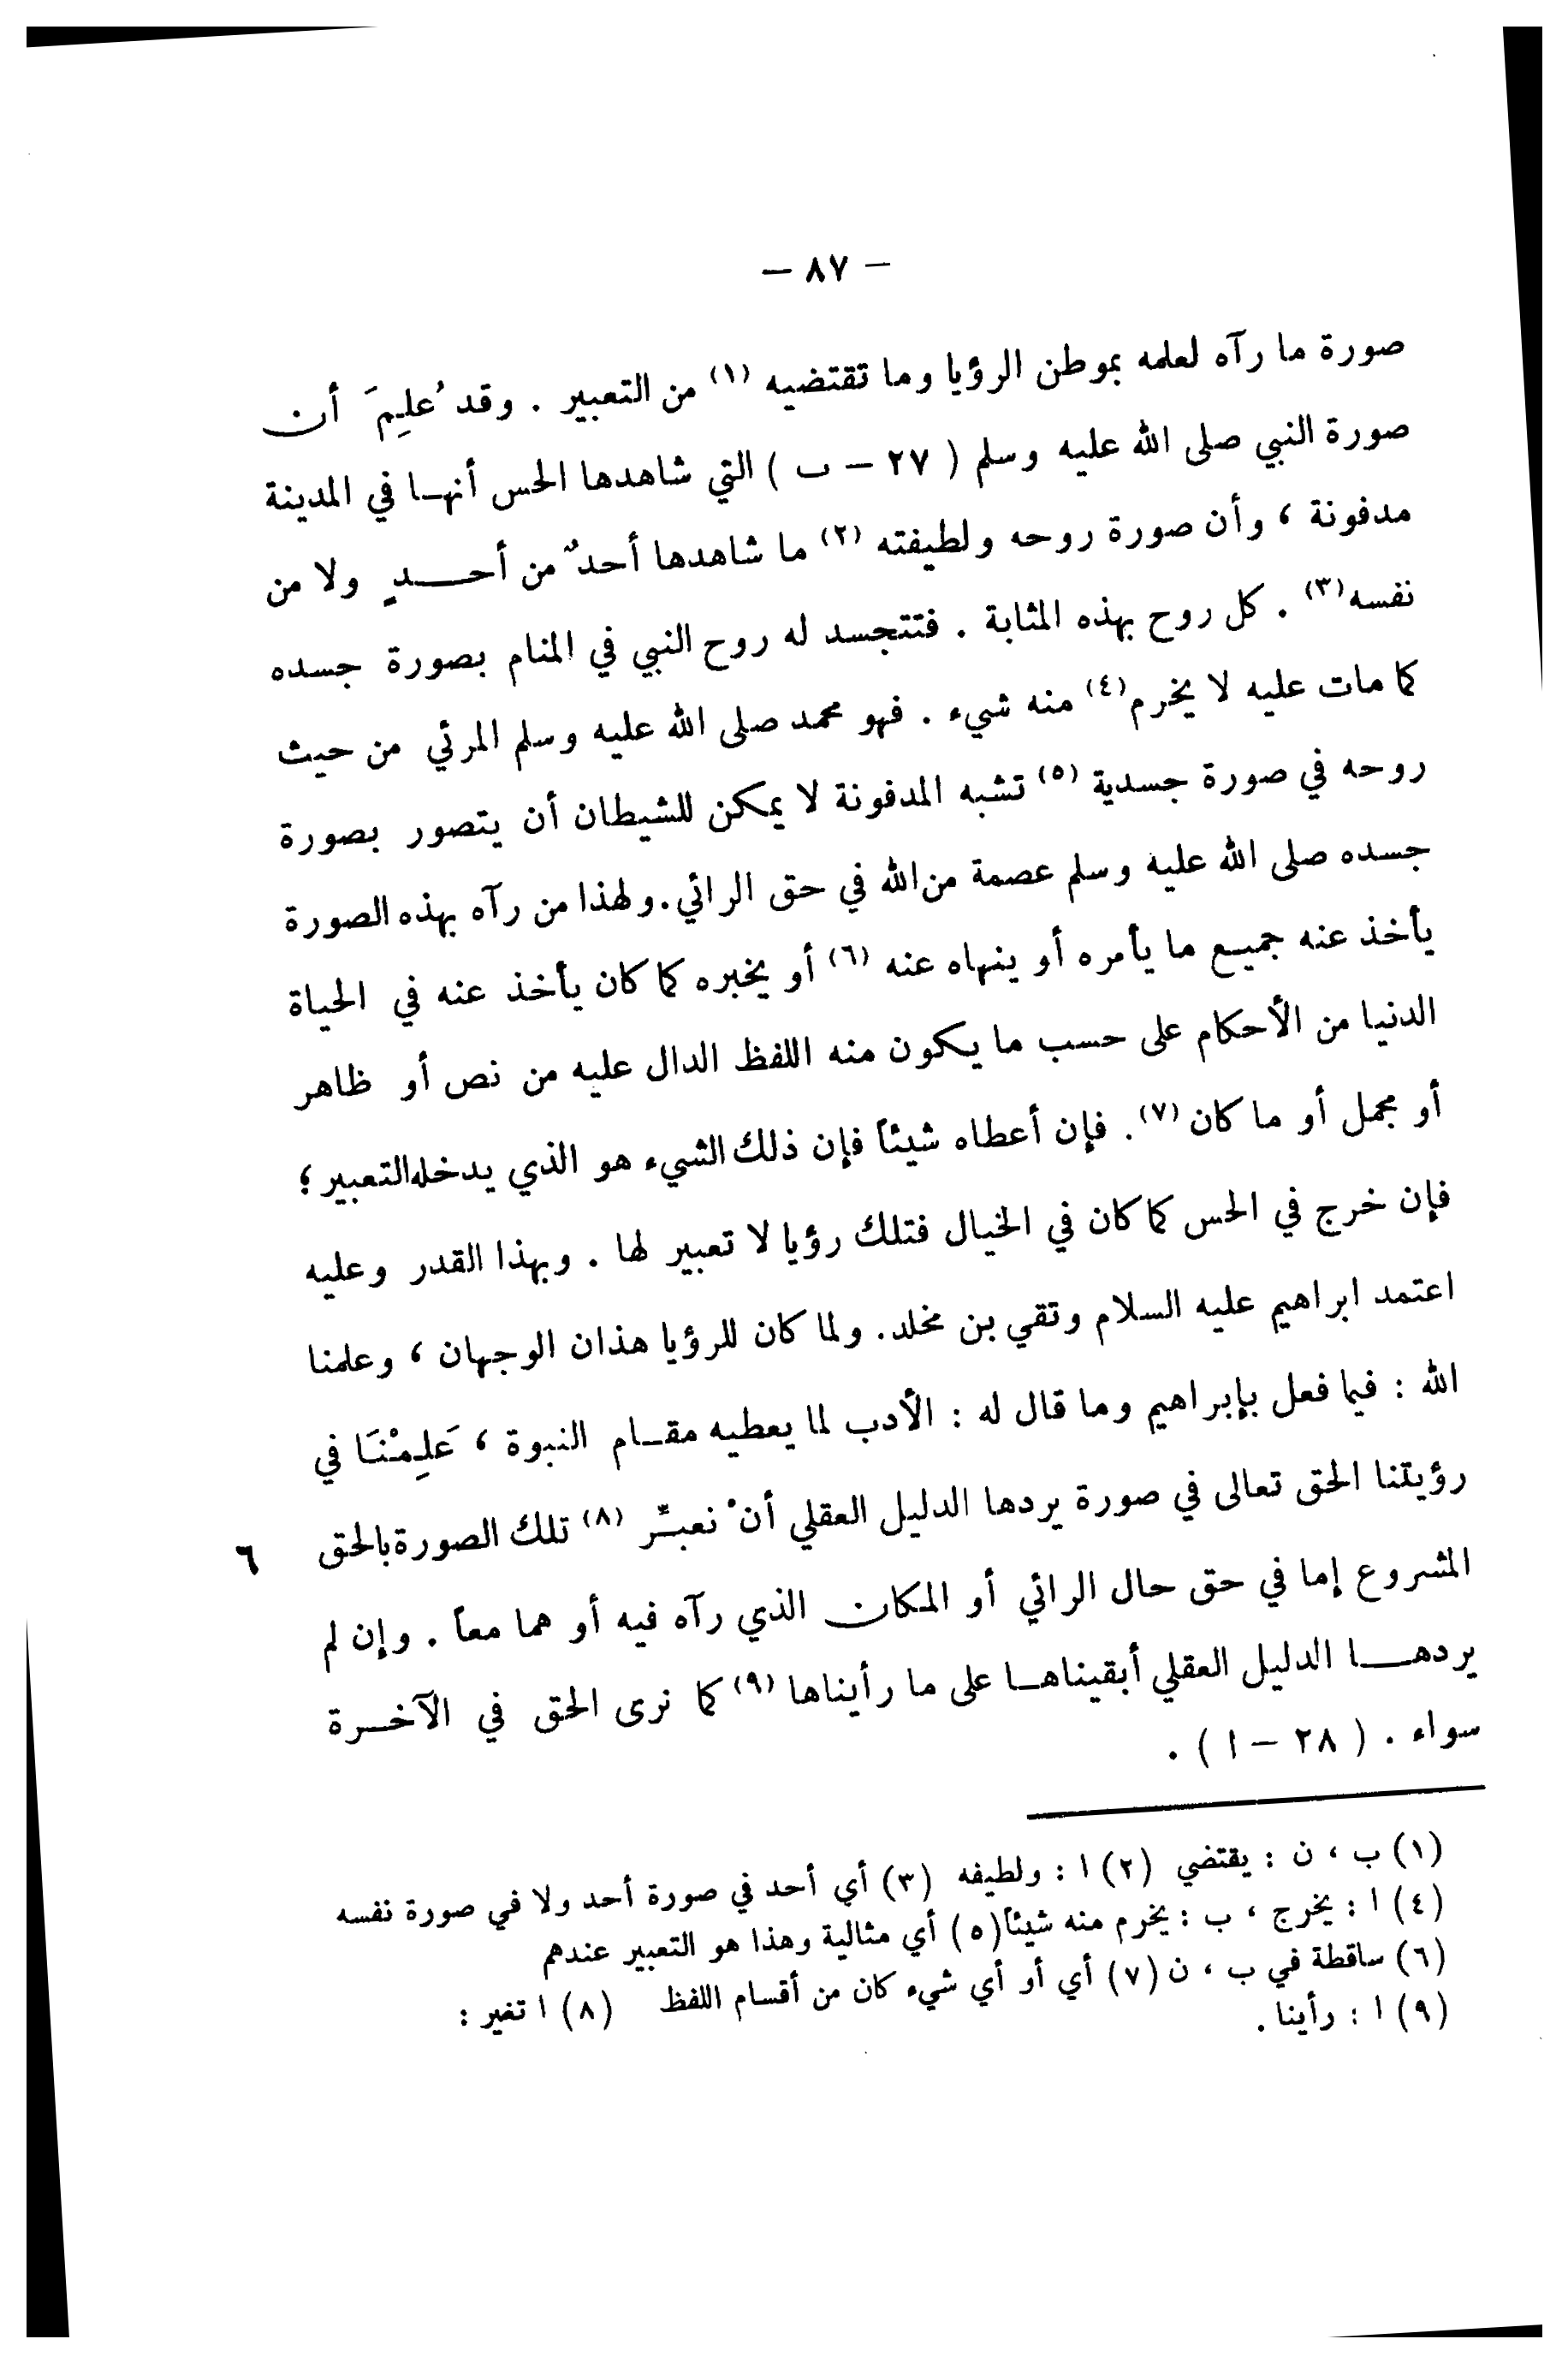 — ٨٧ —
صورة ما رآه لعلمه بموطن الرؤيا وما تقتضيه (١) من التعبير . وقد عُلِمَ أن
صورة النبي صلى الله عليه وسلم ( ٢٧ — ب ) التي شاهدها الحس أنهـا في المدينة
مدفونة ، وأن صورة روحه ولطيفته (٢) ما شاهدها أحدٌ من أحـــدٍ ولا من
نفسه(٣) . كل روح بهذه المثابة . فتتجسد له روح النبي في المنام بصورة جسده
كما مات عليه لا يخرم(٤) منه شيء . فهو محمد صلى الله عليه وسلم المرئي من حيث
روحه في صورة جسدية (٥) تشبه المدفونة لا يمكن للشيطان أن يتصور بصورة
جسده صلى الله عليه وسلم عصمة من الله في حق الرائي. ولهذا من رآه بهذه الصورة
يأخذ عنه جميـع ما يأمره أو ينهاه عنه (٦) أو يخبره كما كان يأخذ عنه في الحياة
الدنيا من الأحكام على حسب ما يكون منه اللفظ الدال عليه من نص أو ظاهر
أو مجمل أو ما كان (٧). فإن أعطاه شيئاً فإن ذلك الشيء هو الذي يدخله التعبير ؛
فإن خرج في الحس كما كان في الخيال فتلك رؤيا لا تعبير لها . وبهذا القدر وعليه
اعتمد ابراهيم عليه السلام وتقي بن مخلد. ولما كان للرؤيا هذان الوجهان ، وعلمنا
الله : فيما فعل بإبراهيم وما قال له : الأدب لما يعطيه مقـام النبوة ، عَلِمْنَا في
رؤيتنا الحق تعالى في صورة يردها الدليل العقلي أنْ نعبـِّر (٨) تلك الصورة بالحق ٦
المشروع إما في حق حال الرائي أو المكان الذي رآه فيه أو هما معاً . وإن لم
يردهـــا الدليل العقلي أبقيناهـا على ما رأيناها (٩) كما نرى الحق في الآخـرة
سواء . ( ٢٨ — ا ) .
(١) ب ، ن : يقتضي (٢) ا : ولطيفه (٣) أي أحد في صورة أحد ولا في صورة نفسه
(٤) ا : يخرج ، ب : يخرم منه شيئاً (٥) أي مثالية وهذا هو التعبير عندهم
(٦) ساقطة في ب ، ن (٧) أي أو أي شيء كان من أقسام اللفظ (٨) ا تغير :
(٩) ا : رأينا .